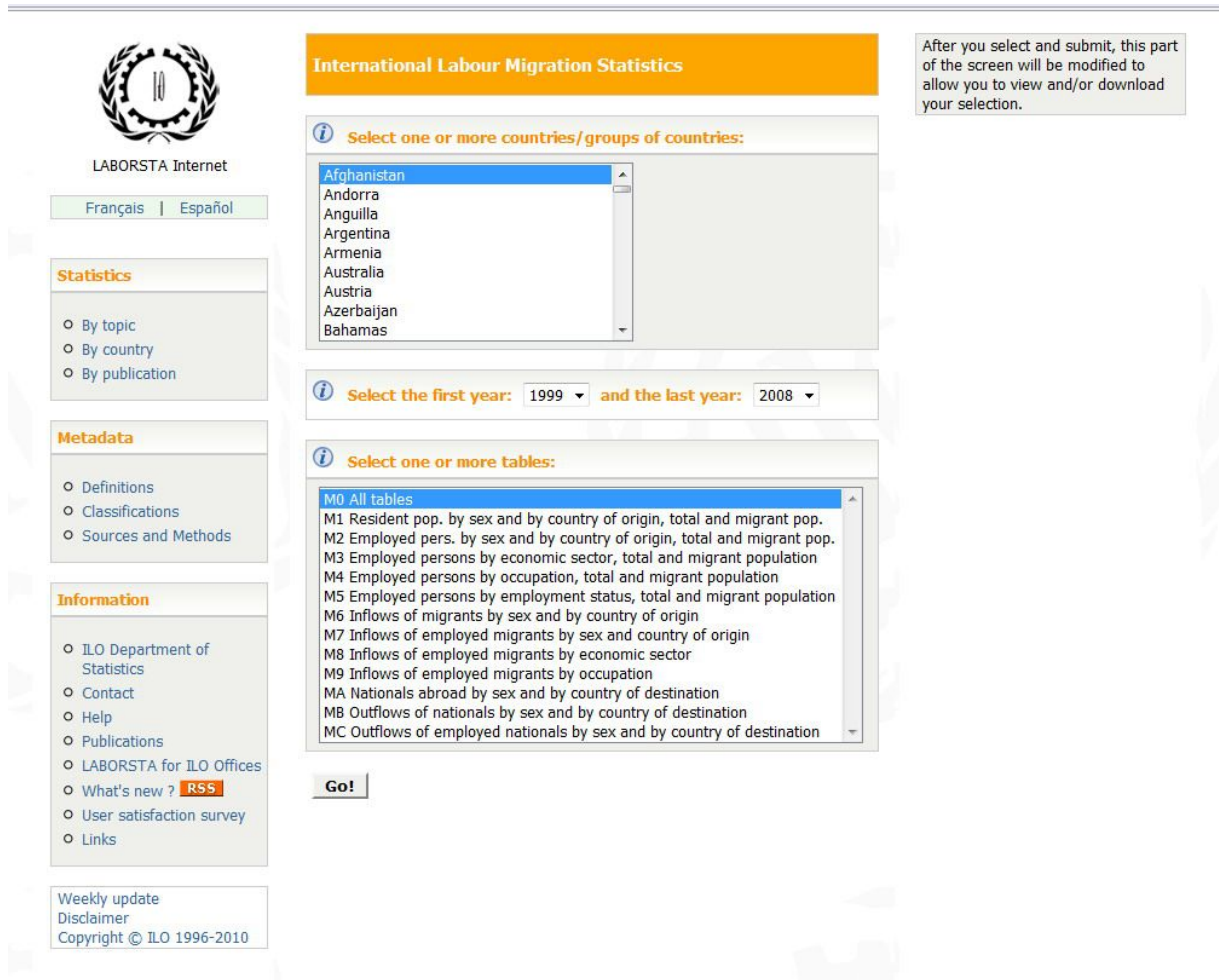 LABORSTA Internet
Français | Español
Statistics
By topic
By country
By publication
Metadata
Definitions
Classifications
Sources and Methods
Information
ILO Department of
Statistics
Contact
Help
Publications
LABORSTA for ILO Offices
What's new ? RSS
User satisfaction survey
Links
Weekly update
Disclaimer
Copyright © ILO 1996-2010
International Labour Migration Statistics
Select one or more countries/groups of countries:
Afghanistan
Andorra
Anguilla
Argentina
Armenia
Australia
Austria
Azerbaijan
Bahamas
Select the first year: 1999 and the last year: 2008
Select one or more tables:
M0 All tables
M1 Resident pop. by sex and by country of origin, total and migrant pop.
M2 Employed pers. by sex and by country of origin, total and migrant pop.
M3 Employed persons by economic sector, total and migrant population
M4 Employed persons by occupation, total and migrant population
M5 Employed persons by employment status, total and migrant population
M6 Inflows of migrants by sex and by country of origin
M7 Inflows of employed migrants by sex and country of origin
M8 Inflows of employed migrants by economic sector
M9 Inflows of employed migrants by occupation
MA Nationals abroad by sex and by country of destination
MB Outflows of nationals by sex and by country of destination
MC Outflows of employed nationals by sex and by country of destination
Go!
After you select and submit, this part
of the screen will be modified to
allow you to view and/or download
your selection.